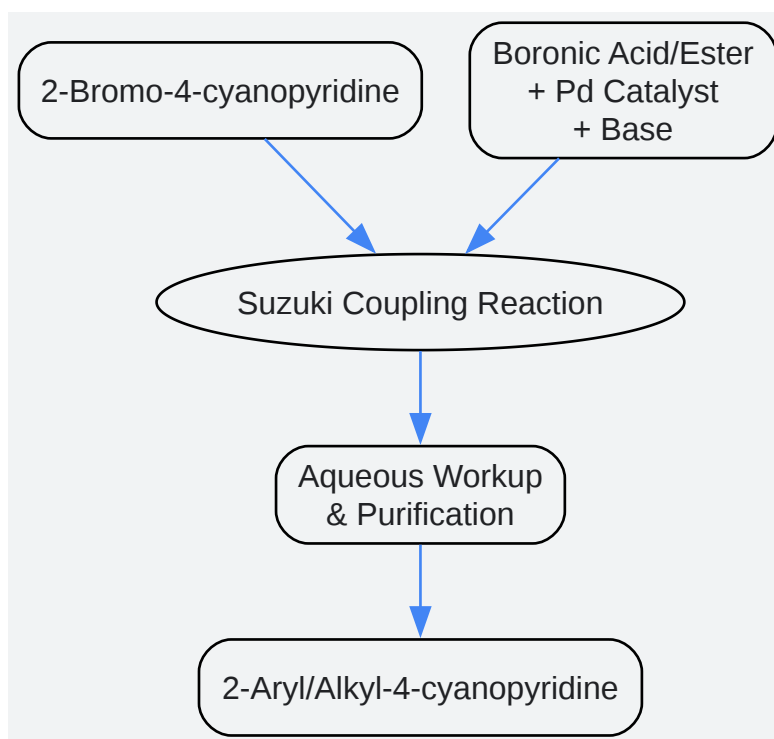 2-Bromo-4-cyanopyridine
Boronic Acid/Ester
+ Pd Catalyst
+ Base
Suzuki Coupling Reaction
Aqueous Workup
& Purification
2-Aryl/Alkyl-4-cyanopyridine